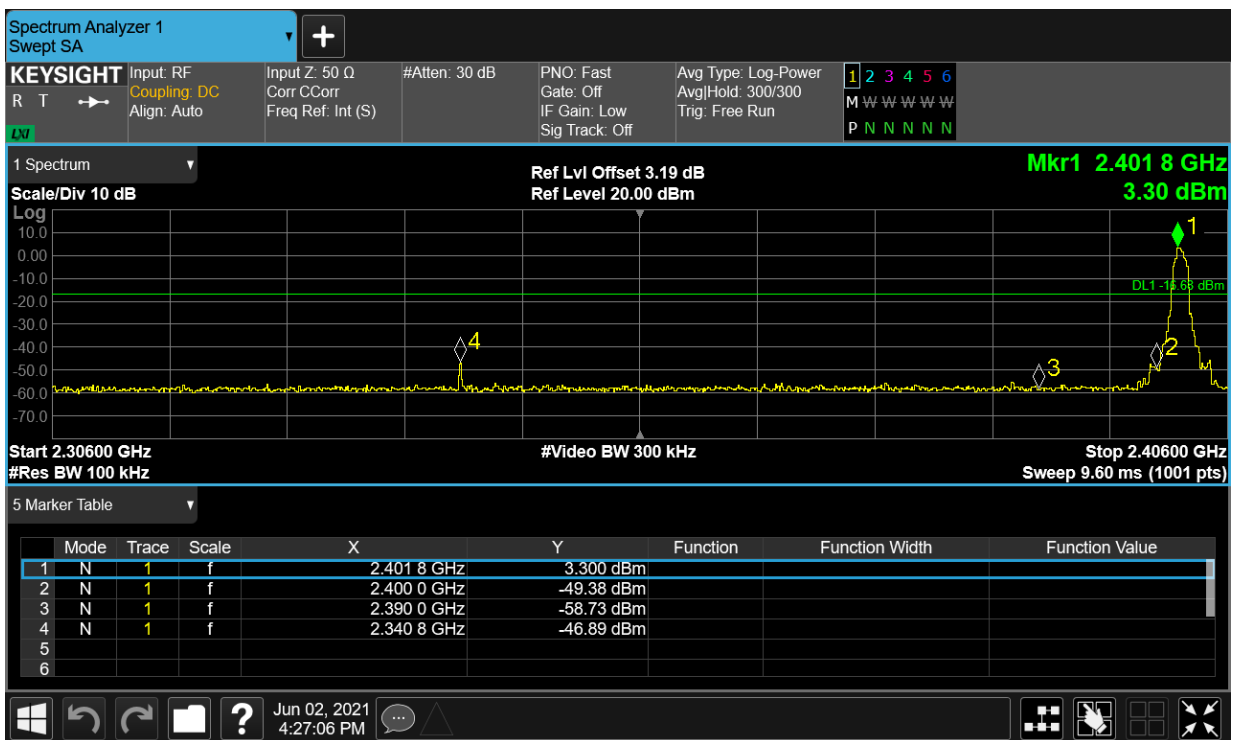 Spectrum Analyzer 1
Swept SA
+
KEYSIGHT
R T
LXI
Input: RF
Coupling: DC
Align: Auto
Input Z: 50 Ω
Corr CCorr
Freq Ref: Int (S)
#Atten: 30 dB
PNO: Fast
Gate: Off
IF Gain: Low
Sig Track: Off
Avg Type: Log-Power
Avg|Hold: 300/300
Trig: Free Run
1 2 3 4 5 6
M W W W W W
P N N N N N
1 Spectrum
Scale/Div 10 dB
Ref Lvl Offset 3.19 dB
Ref Level 20.00 dBm
Mkr1 2.401 8 GHz
3.30 dBm
Log
10.0
0.00
-10.0
-20.0
-30.0
-40.0
-50.0
-60.0
-70.0
1
DL1 -16.68 dBm
4
2
3
Start 2.30600 GHz
#Res BW 100 kHz
#Video BW 300 kHz
Stop 2.40600 GHz
Sweep 9.60 ms (1001 pts)
5 Marker Table
Mode Trace Scale X Y Function Function Width Function Value
1 N 1 f 2.401 8 GHz 3.300 dBm
2 N 1 f 2.400 0 GHz -49.38 dBm
3 N 1 f 2.390 0 GHz -58.73 dBm
4 N 1 f 2.340 8 GHz -46.89 dBm
5
6
?
Jun 02, 2021
4:27:06 PM